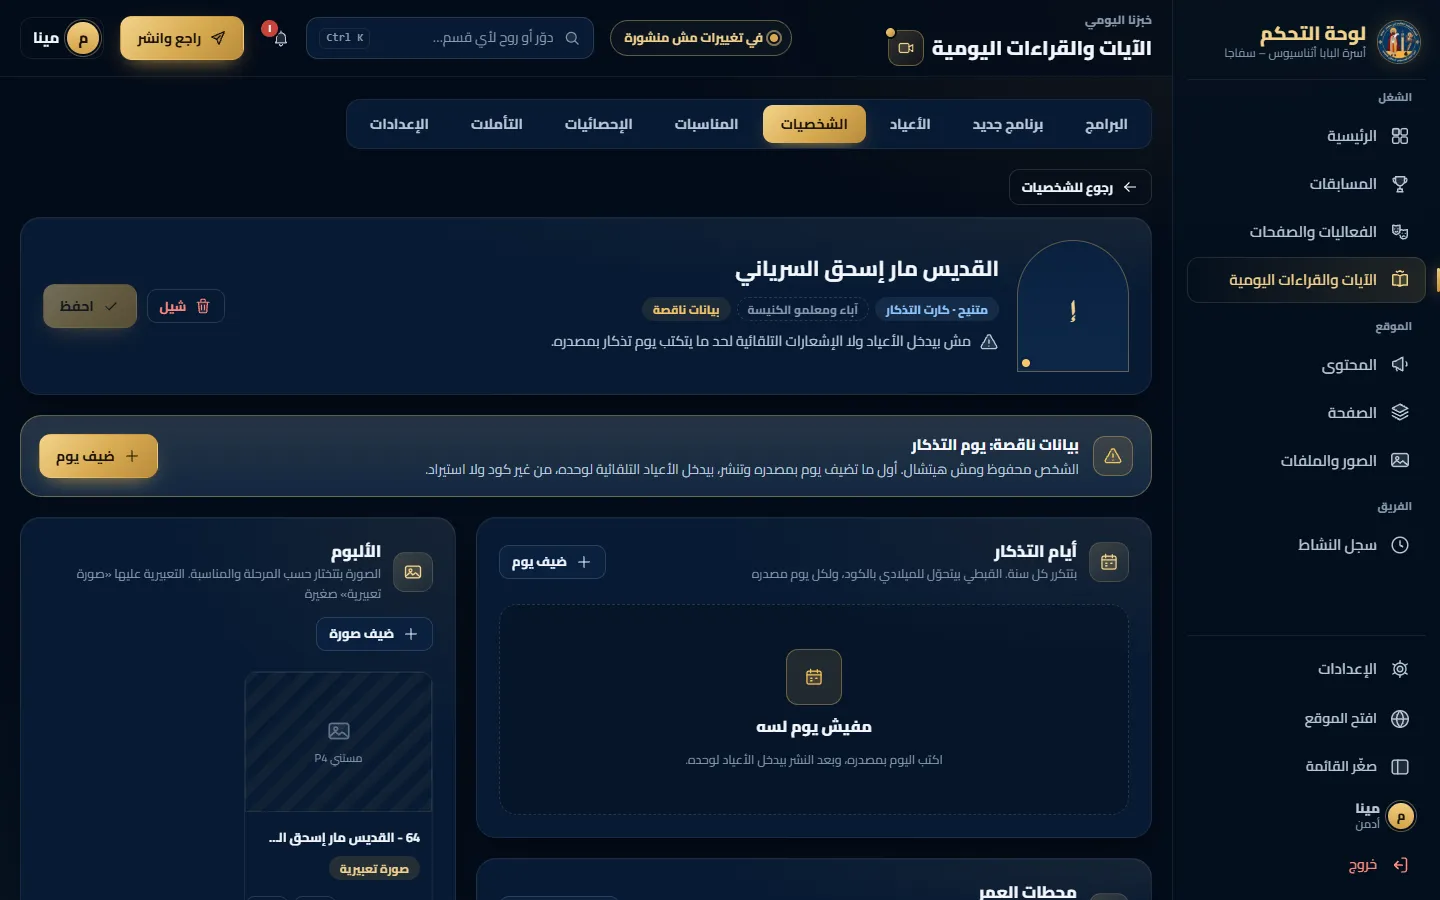 لوحة التحكم
أسرة البابا أثناسيوس – سفاجا
الشغل
الرئيسية
المسابقات
الفعاليات والصفحات
الآيات والقراءات اليومية
الموقع
المحتوى
الصفحة
الصور والملفات
الفريق
سجل النشاط
الإعدادات
افتح الموقع
صغّر القائمة
م
مينا
أدمن
خروج
خبزنا اليومي
الآيات والقراءات اليومية
في تغييرات مش منشورة
دوّر أو روح لأي قسم...
Ctrl K
1
راجع وانشر
م
مينا
البرامج
برنامج جديد
الأعياد
الشخصيات
المناسبات
الإحصائيات
التأملات
الإعدادات
رجوع للشخصيات
إ
القديس مار إسحق السرياني
متنيح - كارت التذكار
آباء ومعلمو الكنيسة
بيانات ناقصة
مش بيدخل الأعياد ولا الإشعارات التلقائية لحد ما يتكتب يوم تذكار بمصدره.
شيل
احفظ
بيانات ناقصة: يوم التذكار
الشخص محفوظ ومش هيتشال. أول ما تضيف يوم بمصدره وتنشر، بيدخل الأعياد التلقائية لوحده، من غير كود ولا استيراد.
ضيف يوم
أيام التذكار
بتتكرر كل سنة. القبطي بيتحوّل للميلادي بالكود، ولكل يوم مصدره
ضيف يوم
مفيش يوم لسه
اكتب اليوم بمصدره، وبعد النشر بيدخل الأعياد لوحده.
محطات العمر
الألبوم
الصورة بتتختار حسب المرحلة والمناسبة. التعبيرية عليها «صورة
تعبيرية» صغيرة
ضيف صورة
مستني P4
64 - القديس مار إسحق الـ...
صورة تعبيرية